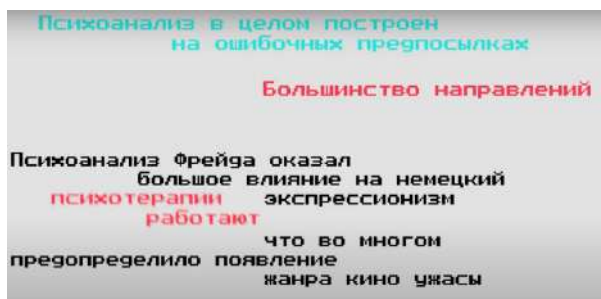 Психоанализ в целом построен
на ошибочных предпосылках
Большинство направлений
Психоанализ Фрейда оказал
большое влияние на немецкий
психотерапии экспрессионизм
работают
что во многом
предопределило появление
жанра кино ужасы